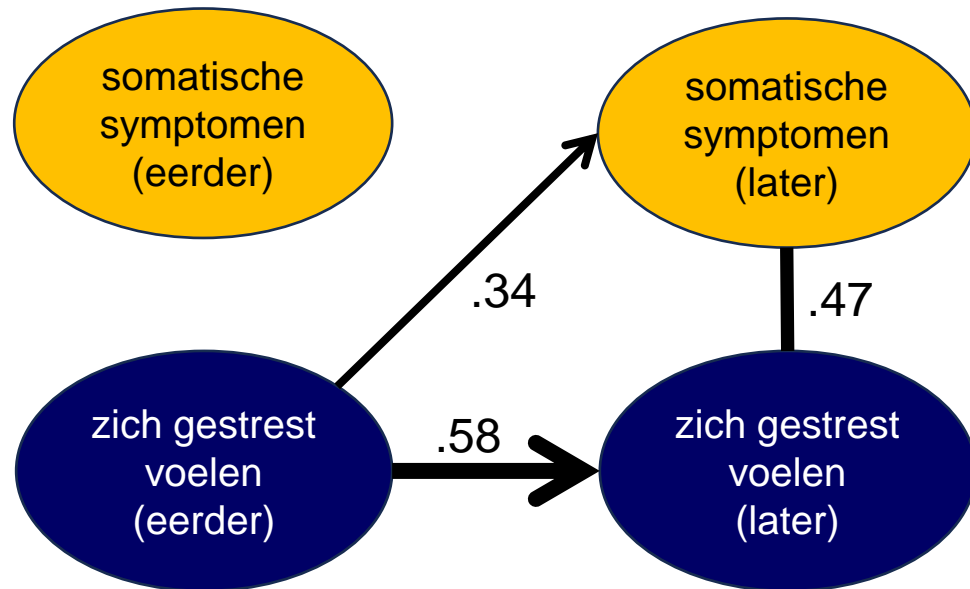 somatische
symptomen
(eerder)
somatische
symptomen
(later)
.34
.47
zich gestrest
voelen
(eerder)
.58
zich gestrest
voelen
(later)